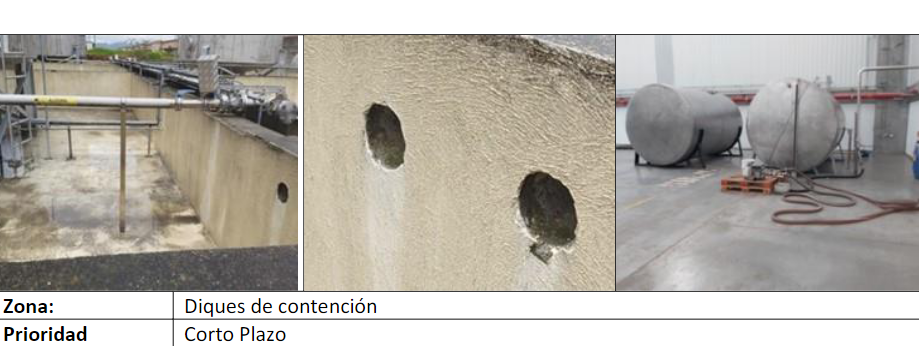 Zona: Diques de contención
Prioridad Corto Plazo